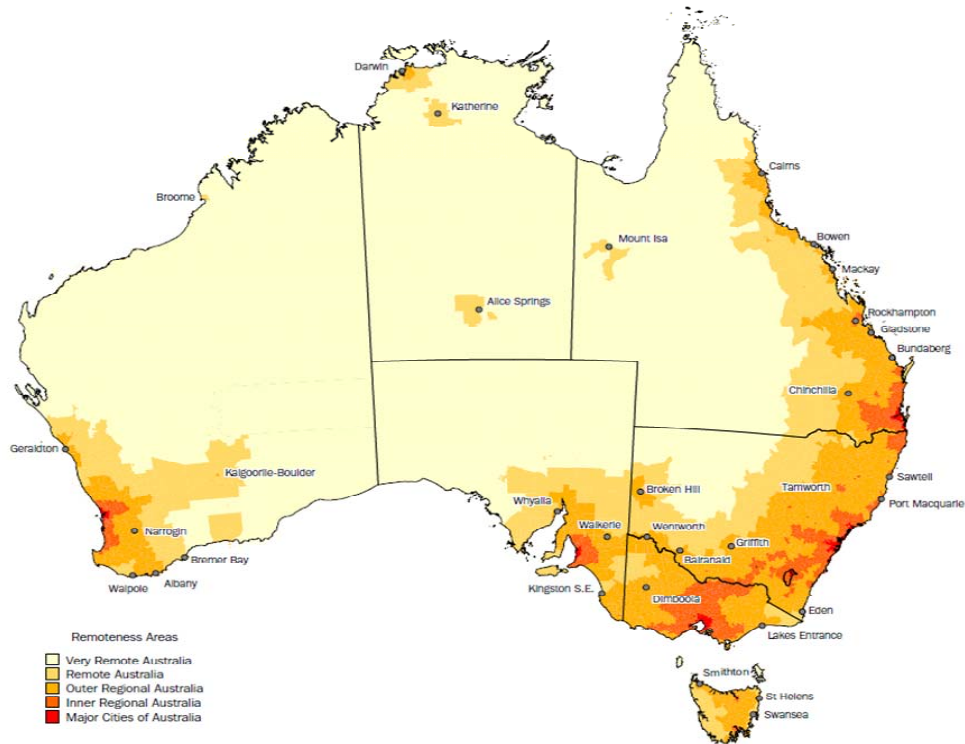 Darwin
Katherine
Cairns
Broome
Mount Isa
Bowen
Mackay
Alice Springs
Rockhampton
Gladstone
Bundaberg
Chinchilla
Geraldton
Kalgoorlie-Boulder
Sawtell
Tamworth
Broken Hill
Whyalla
Port Macquarie
Narrogin
Waikerie
Wentworth
Griffith
Bremer Bay
Balranald
Albany
Walpole
Kingston S.E.
Dimboola
Eden
Lakes Entrance
Remoteness Areas
Very Remote Australia
Remote Australia
Outer Regional Australia
Inner Regional Australia
Major Cities of Australia
Smithton
St Helens
Swansea